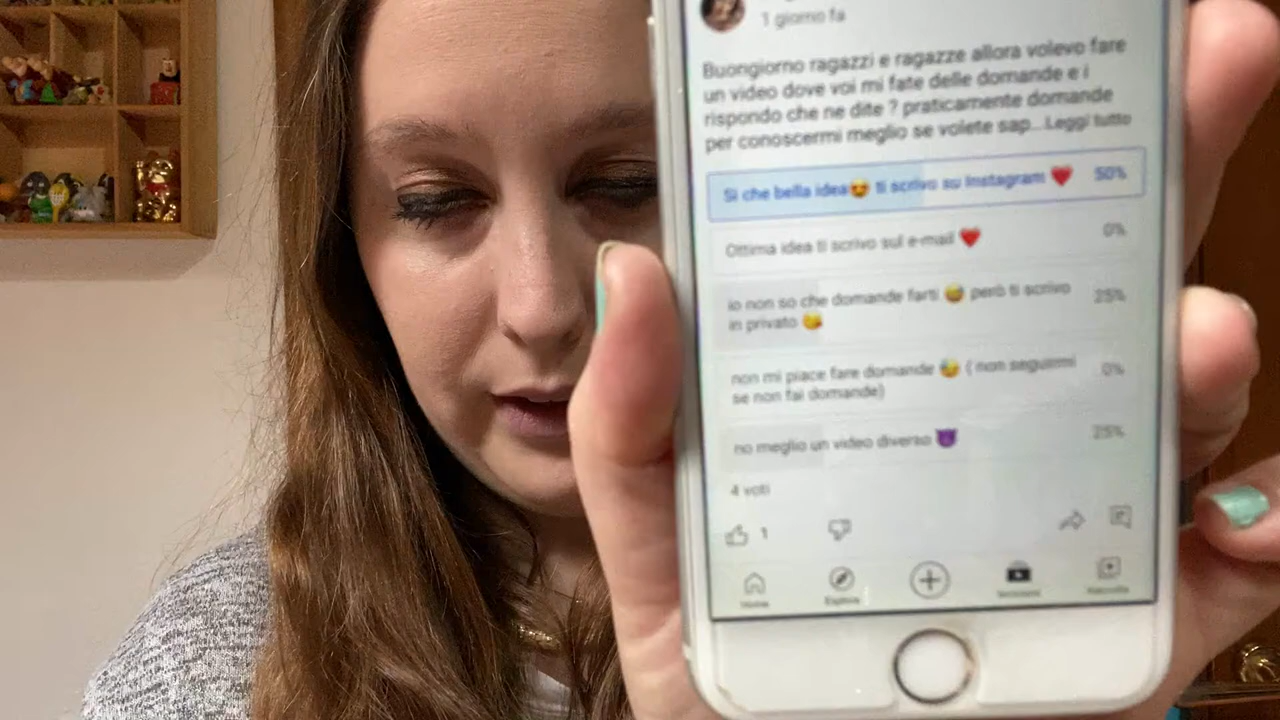 1 giorno fa
Buongiorno ragazzi e ragazze allora volevo fare
un video dove voi mi fate delle domande e i
rispondo che ne dite ? praticamente domande
per conoscermi meglio se volete sap...Leggi tutto
Si che bella idea😍 ti scrivo su Instagram ❤️ 50%
Ottima idea ti scrivo sul e-mail ❤️ 0%
io non so che domande farti 😅 però ti scrivo 25%
in privato 😘
non mi piace fare domande 😅 ( non seguirmi 0%
se non fai domande)
no meglio un video diverso 😈 25%
4 voti
1
Home Esplora Iscrizioni Raccolta